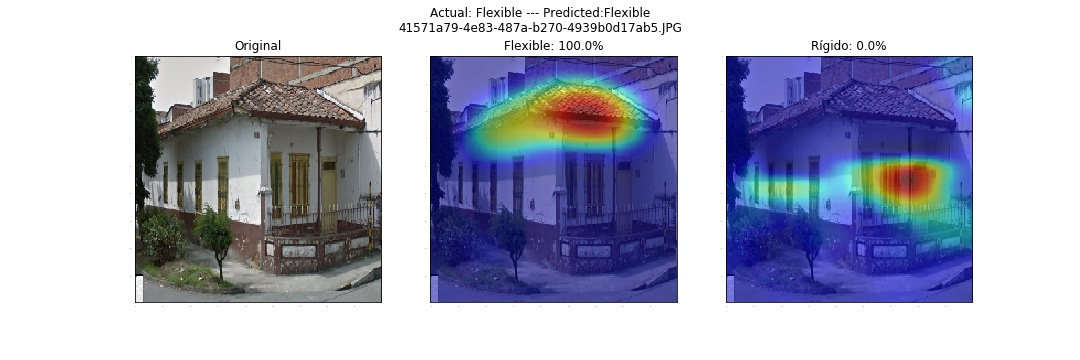 Actual: Flexible --- Predicted:Flexible
41571a79-4e83-487a-b270-4939b0d17ab5.JPG
Original
Flexible: 100.0%
Rígido: 0.0%